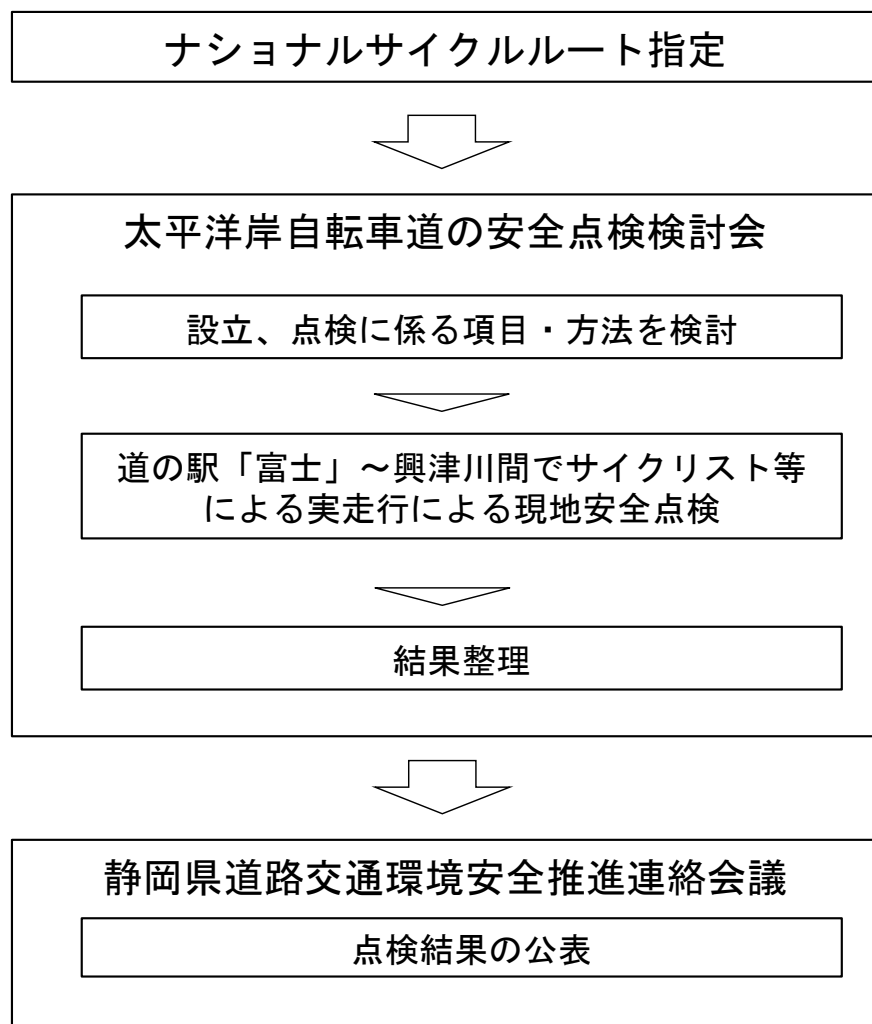 ナショナルサイクルルート指定
太平洋岸自転車道の安全点検検討会
設立、点検に係る項目・方法を検討
道の駅「富士」～興津川間でサイクリスト等
による実走行による現地安全点検
結果整理
静岡県道路交通環境安全推進連絡会議
点検結果の公表